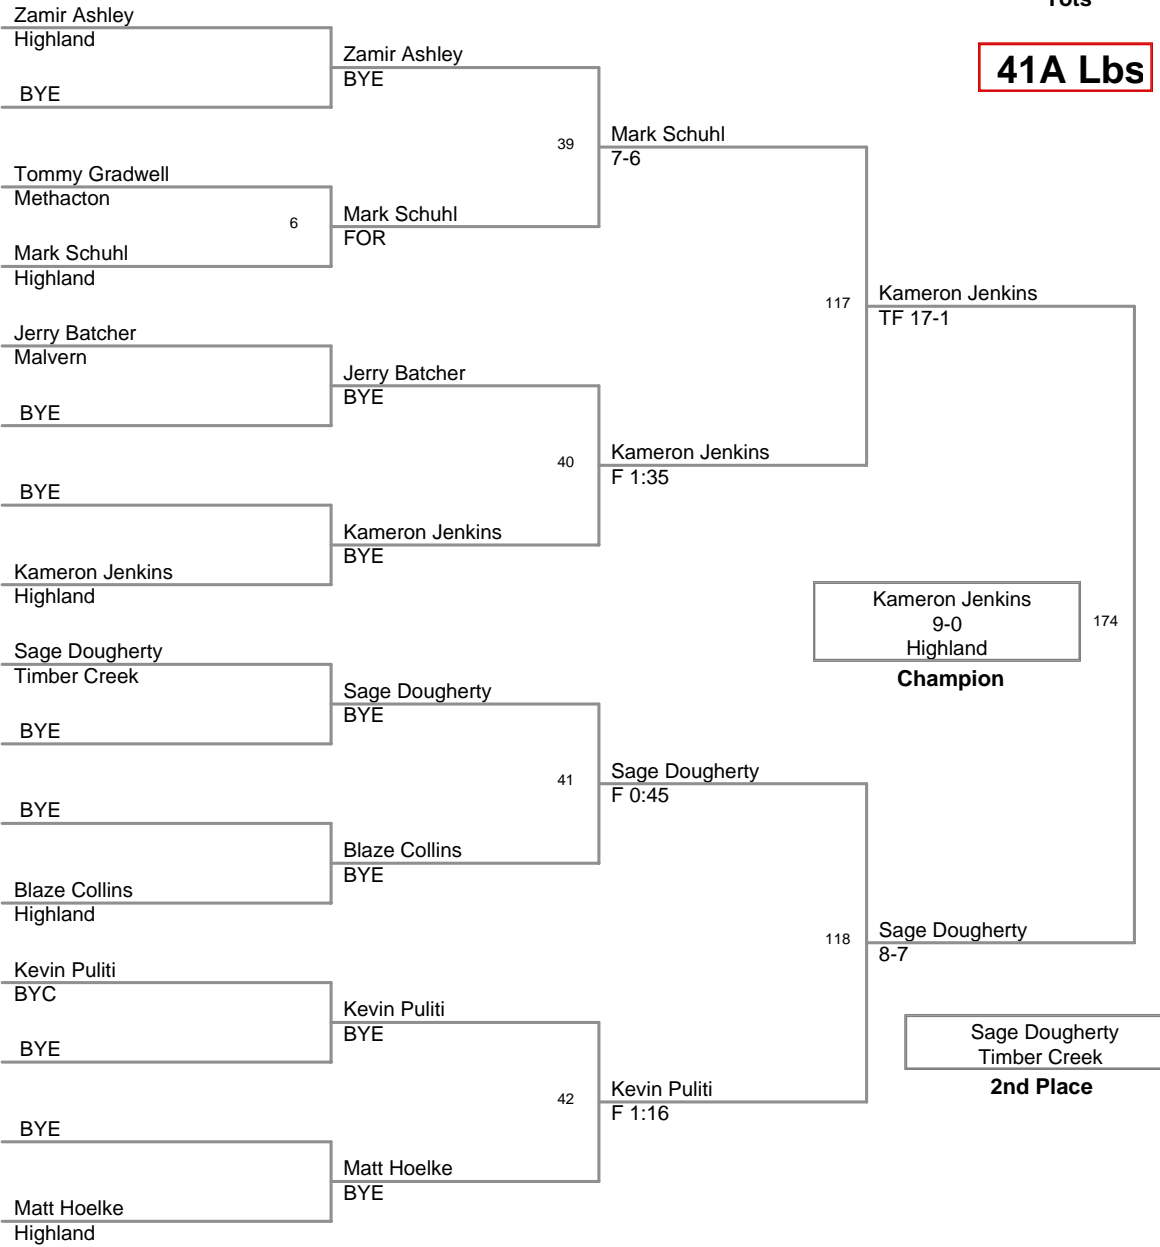 Tots
41A Lbs
Zamir Ashley
Highland
BYE
Tommy Gradwell
Methacton
6
Mark Schuhl
Highland
Jerry Batcher
Malvern
BYE
BYE
Kameron Jenkins
Highland
Sage Dougherty
Timber Creek
BYE
BYE
Blaze Collins
Highland
Kevin Puliti
BYC
BYE
BYE
Matt Hoelke
Highland
Zamir Ashley
BYE
39
Mark Schuhl
FOR
Jerry Batcher
BYE
40
Kameron Jenkins
BYE
Sage Dougherty
BYE
41
Blaze Collins
BYE
Kevin Puliti
BYE
42
Matt Hoelke
BYE
Mark Schuhl
7-6
117
Kameron Jenkins
F 1:35
Sage Dougherty
F 0:45
118
Kevin Puliti
F 1:16
Kameron Jenkins
TF 17-1
174
Sage Dougherty
8-7
Kameron Jenkins
9-0
Highland
Champion
Sage Dougherty
Timber Creek
2nd Place